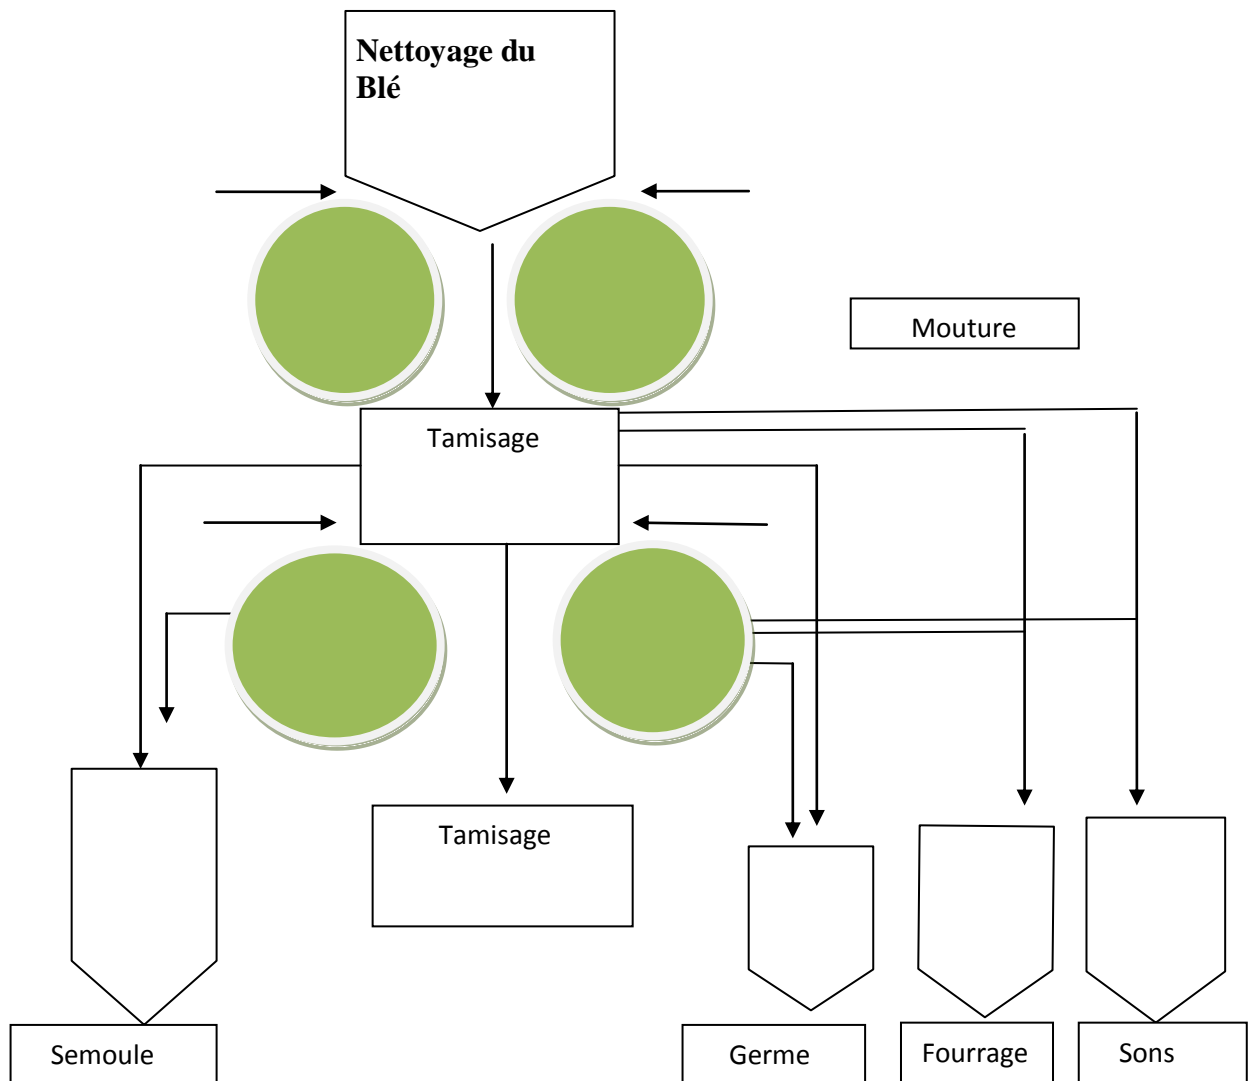 Nettoyage du
Blé
Mouture
Tamisage
Tamisage
Semoule
Germe
Fourrage
Sons